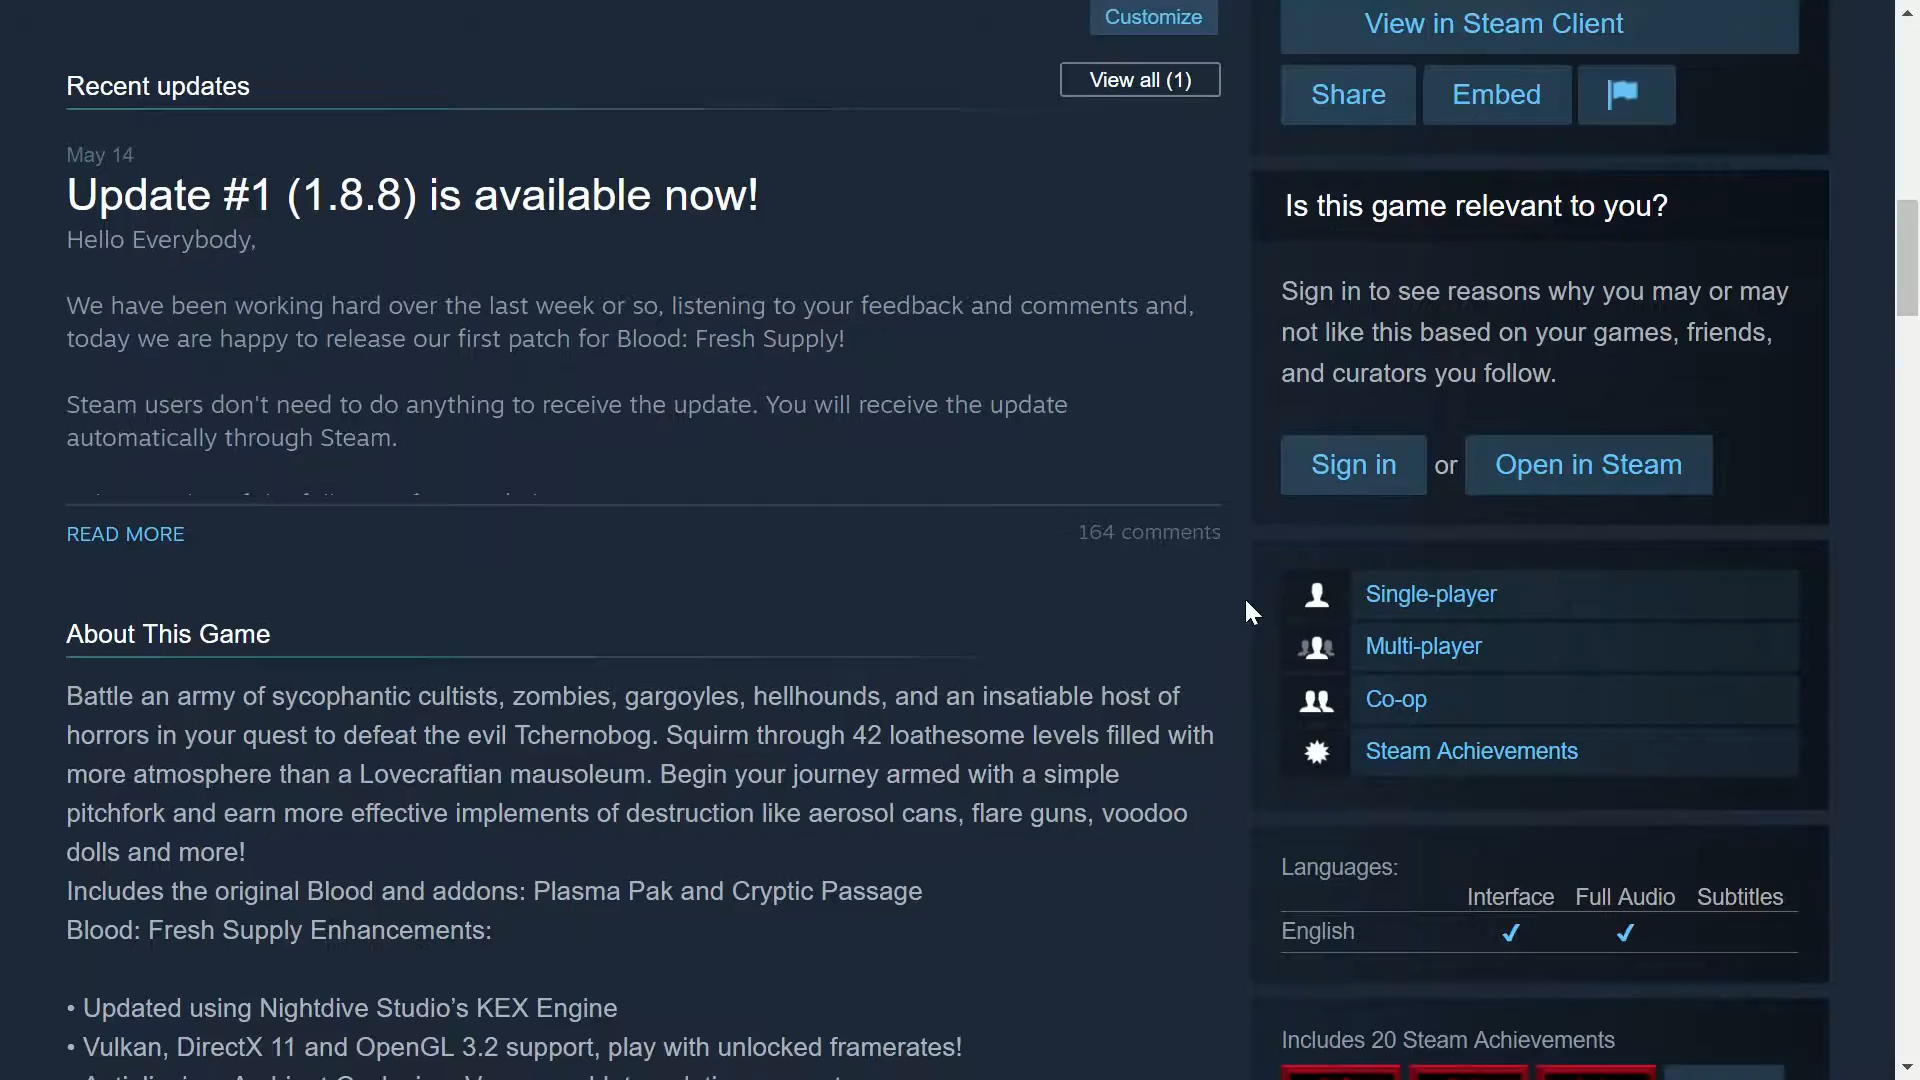 Customize
Recent updates
View all (1)
May 14
Update #1 (1.8.8) is available now!
Hello Everybody,
We have been working hard over the last week or so, listening to your feedback and comments and,
today we are happy to release our first patch for Blood: Fresh Supply!
Steam users don't need to do anything to receive the update. You will receive the update
automatically through Steam.
READ MORE
164 comments
About This Game
Battle an army of sycophantic cultists, zombies, gargoyles, hellhounds, and an insatiable host of
horrors in your quest to defeat the evil Tchernobog. Squirm through 42 loathesome levels filled with
more atmosphere than a Lovecraftian mausoleum. Begin your journey armed with a simple
pitchfork and earn more effective implements of destruction like aerosol cans, flare guns, voodoo
dolls and more!
Includes the original Blood and addons: Plasma Pak and Cryptic Passage
Blood: Fresh Supply Enhancements:
• Updated using Nightdive Studio’s KEX Engine
• Vulkan, DirectX 11 and OpenGL 3.2 support, play with unlocked framerates!
View in Steam Client
Share
Embed
Is this game relevant to you?
Sign in to see reasons why you may or may
not like this based on your games, friends,
and curators you follow.
Sign in or Open in Steam
Single-player
Multi-player
Co-op
Steam Achievements
Languages:
Interface Full Audio Subtitles
English ✔ ✔
Includes 20 Steam Achievements